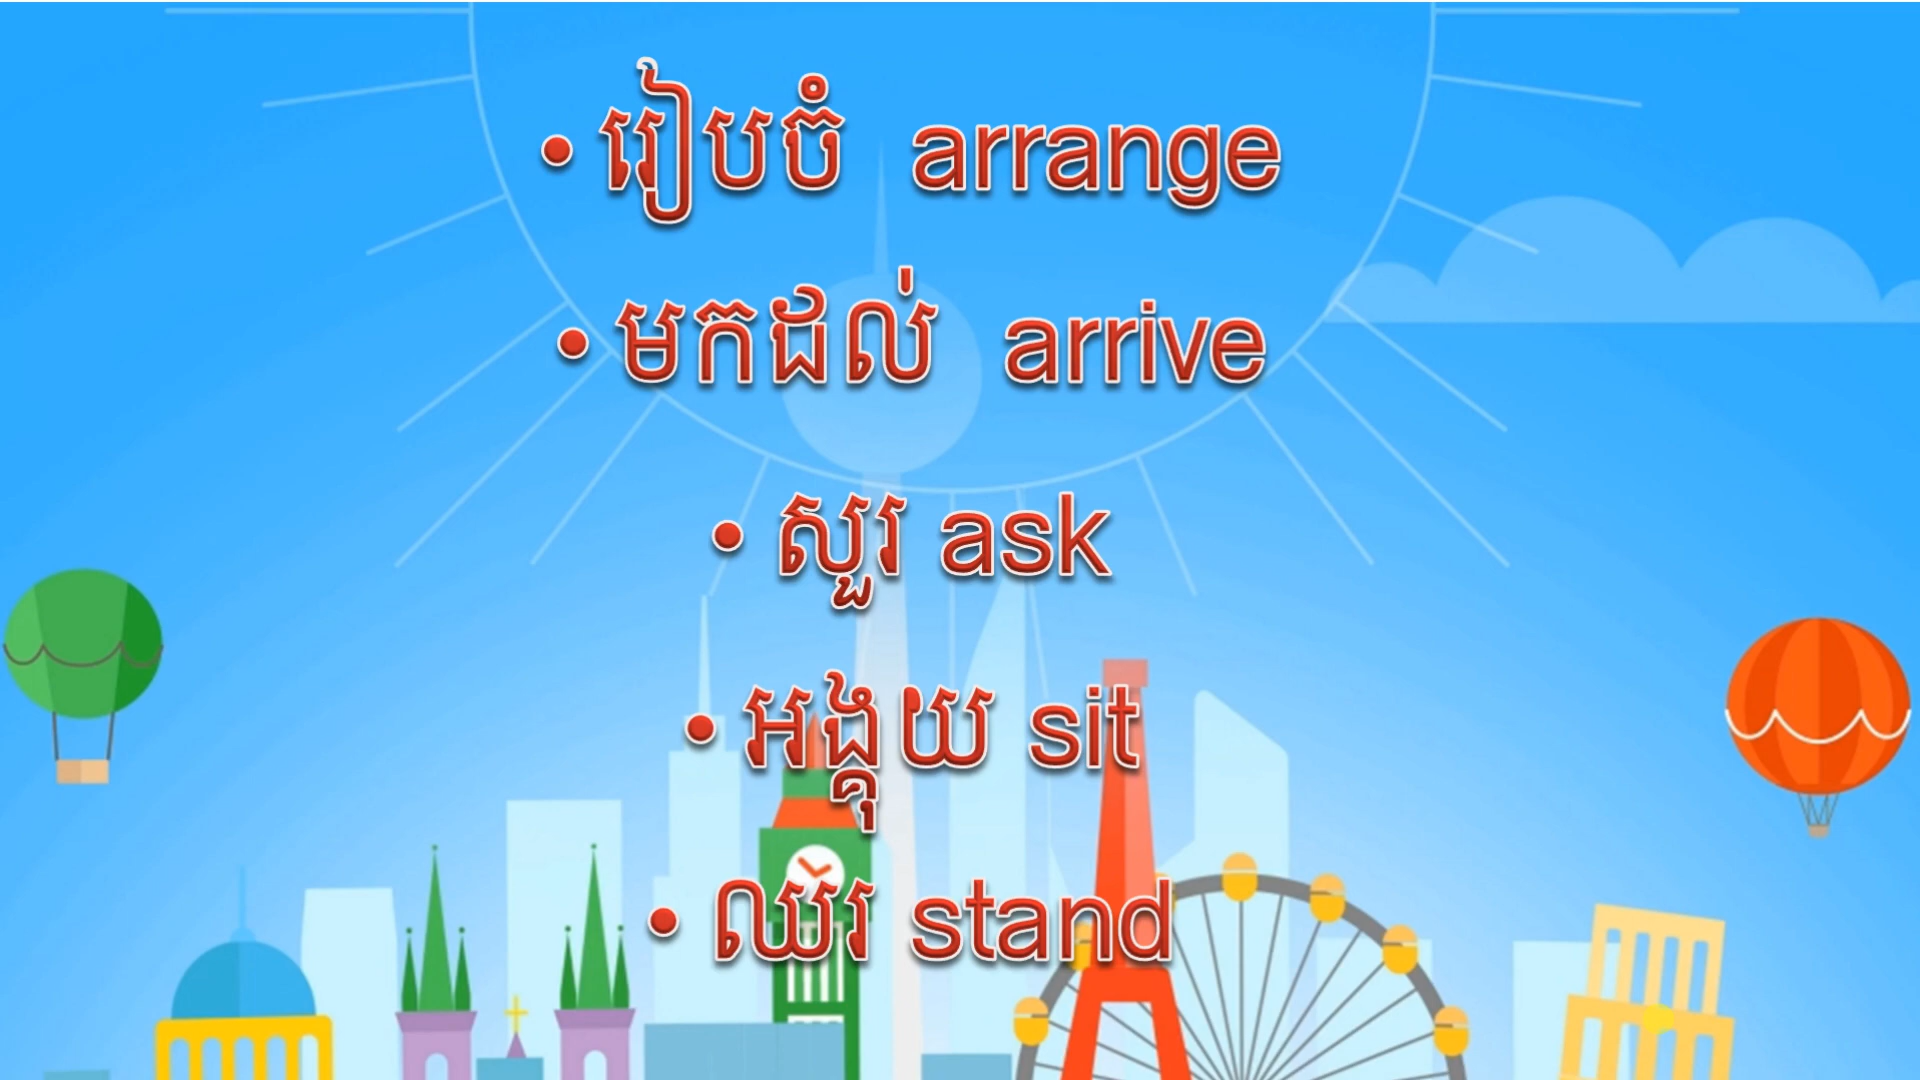 • រៀបចំ arrange
• មកដល់ arrive
• សួរ ask
• អង្គុយ sit
• ឈរ stand